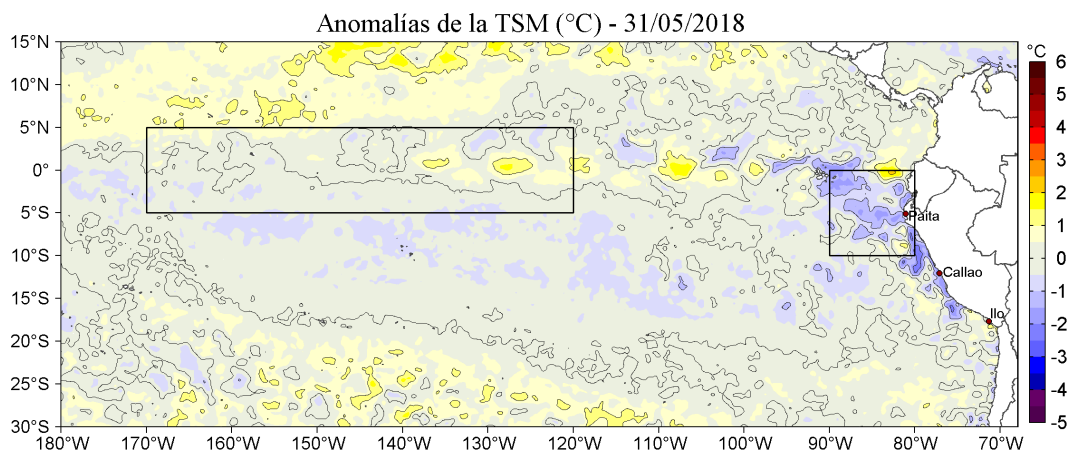 Anomalías de la TSM (°C) - 31/05/2018
15°N
10°N
5°N
0°
5°S
10°S
15°S
20°S
25°S
30°S
180°W
170°W
160°W
150°W
140°W
130°W
120°W
110°W
100°W
90°W
80°W
70°W
Paita
Callao
Ilo
°C
6
5
4
3
2
1
0
-1
-2
-3
-4
-5